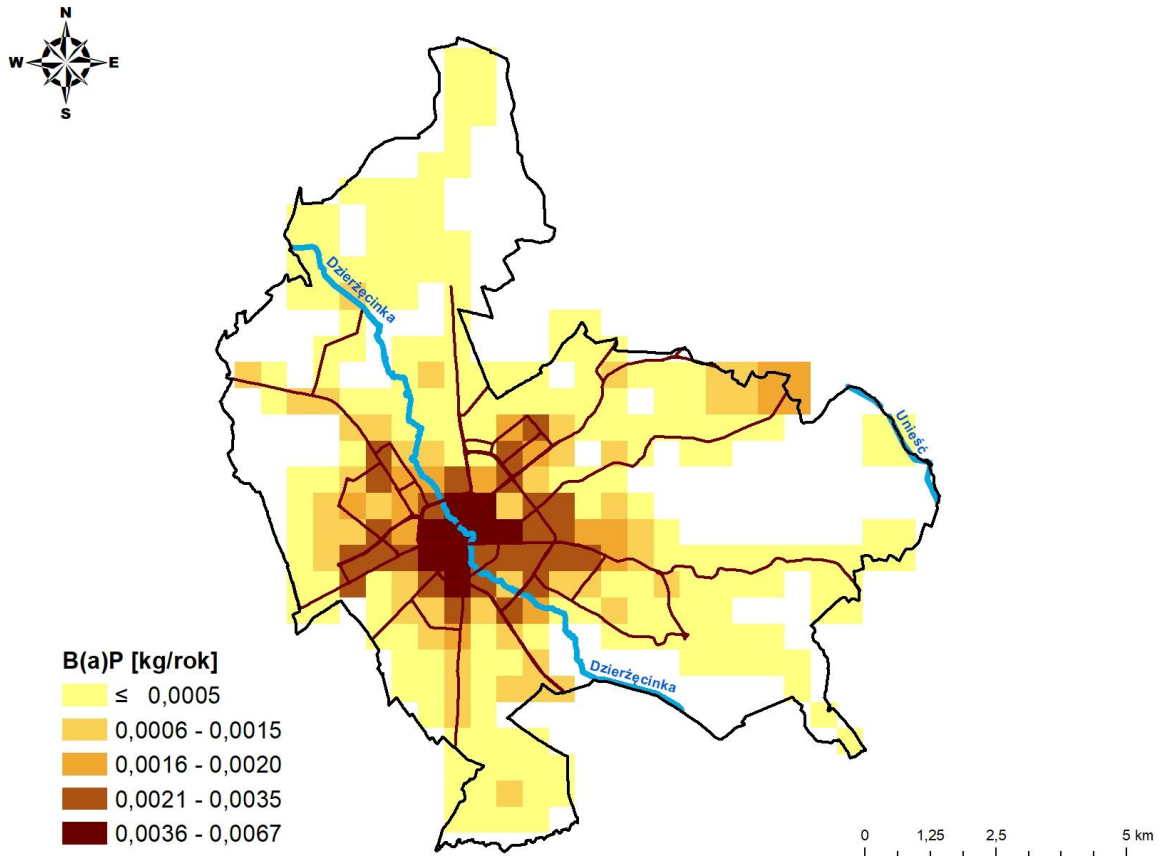 N
W E
S
Dzierżęcinka
Unieść
Dzierżęcinka
B(a)P [kg/rok]
≤ 0,0005
0,0006 - 0,0015
0,0016 - 0,0020
0,0021 - 0,0035
0,0036 - 0,0067
0 1,25 2,5 5 km